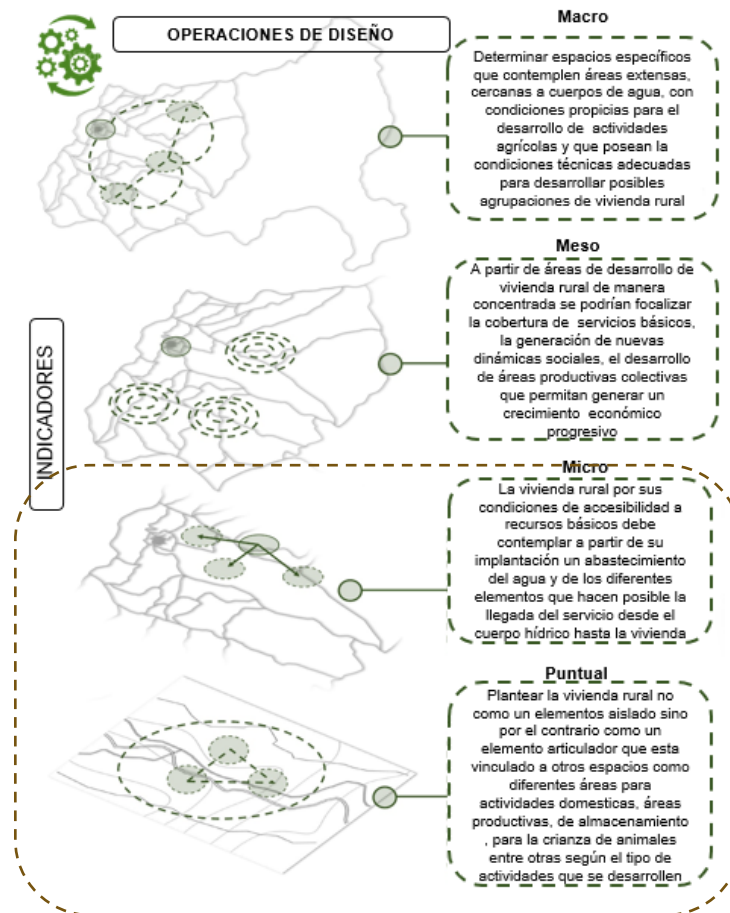 OPERACIONES DE DISEÑO
Macro
Determinar espacios específicos
que contemplen áreas extensas,
cercanas a cuerpos de agua, con
condiciones propicias para el
desarrollo de actividades
agrícolas y que posean la
condiciones técnicas adecuadas
para desarrollar posibles
agrupaciones de vivienda rural
Meso
A partir de áreas de desarrollo de
vivienda rural de manera
concentrada se podrían focalizar
la cobertura de servicios básicos,
la generación de nuevas
dinámicas sociales, el desarrollo
de áreas productivas colectivas
que permitan generar un
crecimiento económico
progresivo
INDICADORES
Micro
La vivienda rural por sus
condiciones de accesibilidad a
recursos básicos debe
contemplar a partir de su
implantación un abastecimiento
del agua y de los diferentes
elementos que hacen posible la
llegada del servicio desde el
cuerpo hídrico hasta la vivienda
Puntual
Plantear la vivienda rural no
como un elementos aislado sino
por el contrario como un
elemento articulador que esta
vinculado a otros espacios como
diferentes áreas para
actividades domesticas, áreas
productivas, de almacenamiento
, para la crianza de animales
entre otras según el tipo de
actividades que se desarrollen